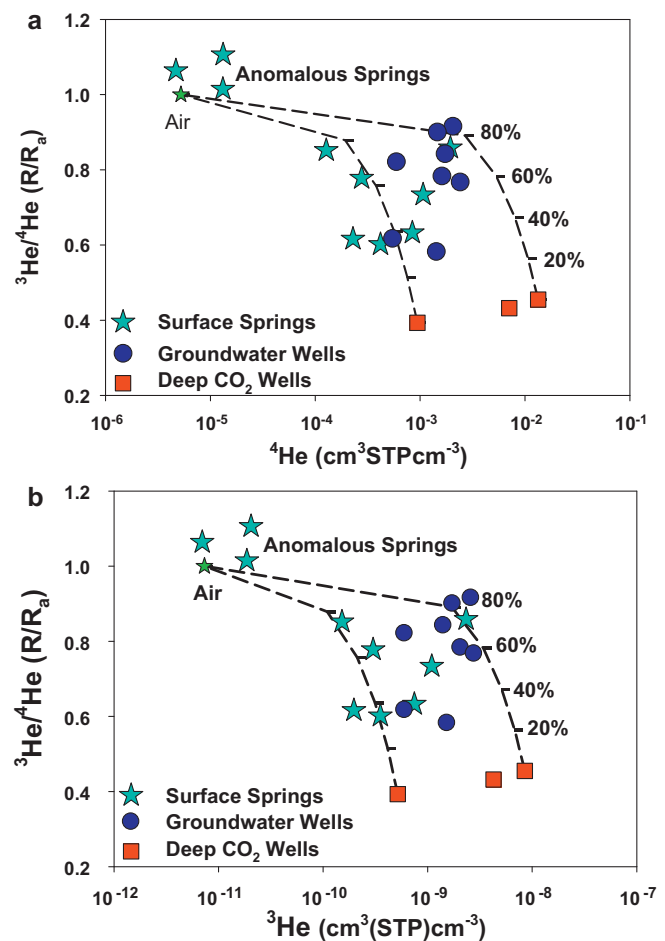 a
1.2
1.0
0.8
0.6
0.4
0.2
³He/⁴He (R/Rₐ)
Anomalous Springs
Air
80%
60%
40%
20%
Surface Springs
Groundwater Wells
Deep CO₂ Wells
10⁻⁶ 10⁻⁵ 10⁻⁴ 10⁻³ 10⁻² 10⁻¹
⁴He (cm³STPcm⁻³)
b
1.2
1.0
0.8
0.6
0.4
0.2
³He/⁴He (R/Rₐ)
Anomalous Springs
Air
80%
60%
40%
20%
Surface Springs
Groundwater Wells
Deep CO₂ Wells
10⁻¹² 10⁻¹¹ 10⁻¹⁰ 10⁻⁹ 10⁻⁸ 10⁻⁷
³He (cm³(STP)cm⁻³)